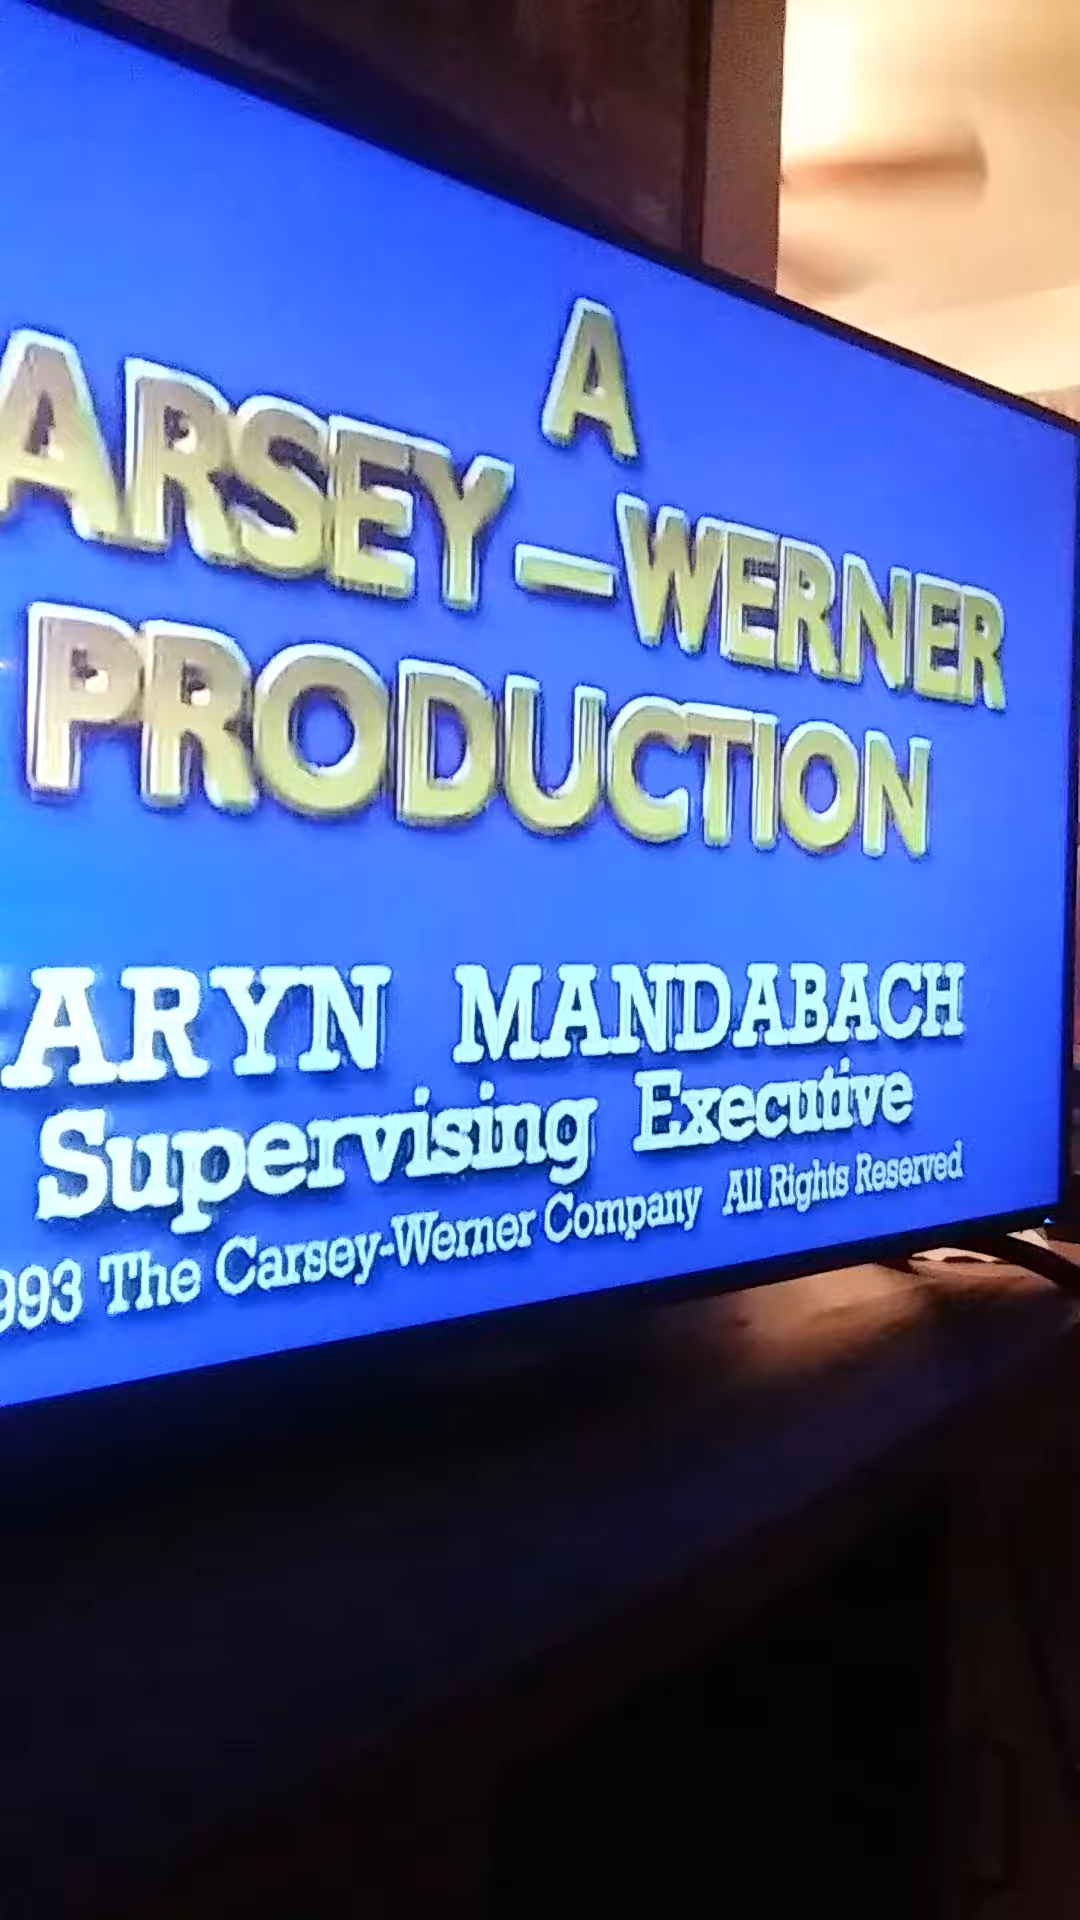 A
ARSEY–WERNER
PRODUCTION
ARYN MANDABACH
Supervising Executive
993 The Carsey-Werner Company All Rights Reserved